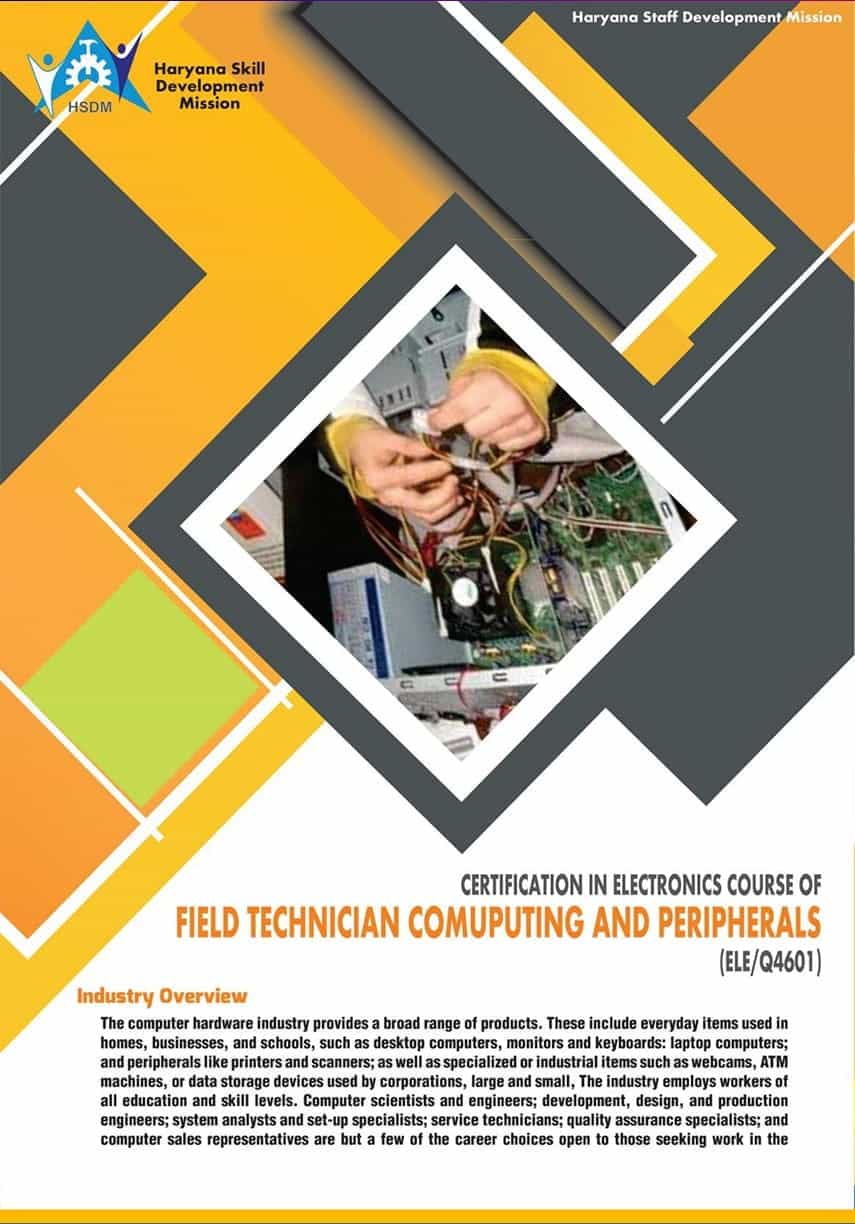 Haryana Staff Development Mission
HSDM
Haryana Skill
Development
Mission
CERTIFICATION IN ELECTRONICS COURSE OF
FIELD TECHNICIAN COMUPUTING AND PERIPHERALS
(ELE/Q4601)
Industry Overview
The computer hardware industry provides a broad range of products. These include everyday items used in
homes, businesses, and schools, such as desktop computers, monitors and keyboards: laptop computers;
and peripherals like printers and scanners; as well as specialized or industrial items such as webcams, ATM
machines, or data storage devices used by corporations, large and small, The industry employs workers of
all education and skill levels. Computer scientists and engineers; development, design, and production
engineers; system analysts and set-up specialists; service technicians; quality assurance specialists; and
computer sales representatives are but a few of the career choices open to those seeking work in the